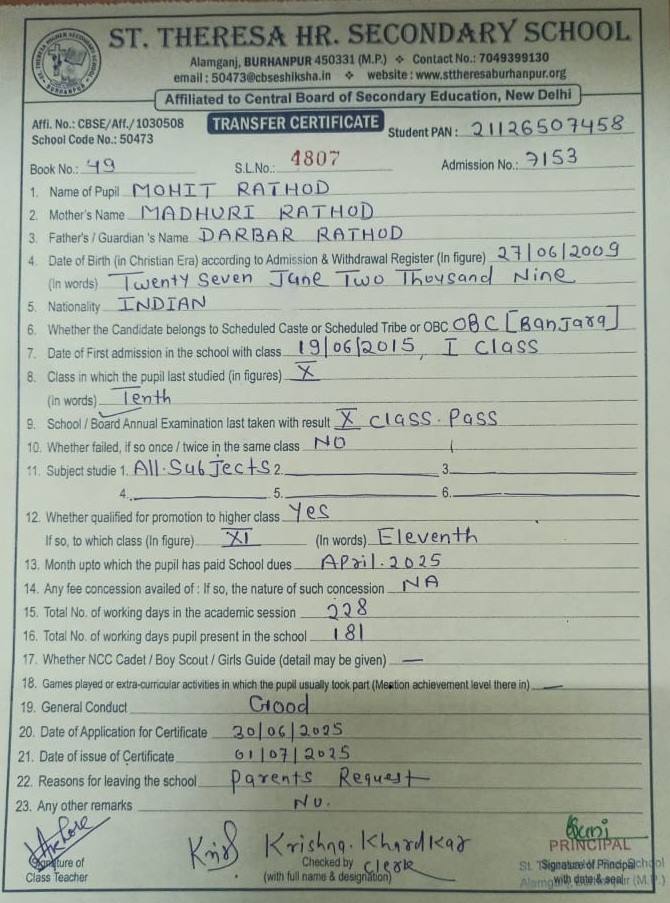 ST. THERESA HR. SECONDARY SCHOOL
Alamganj, BURHANPUR 450331 (M.P.) ❖ Contact No.: 7049399130
email : 50473@cbseshiksha.in ❖ website : www.sttheresaburhanpur.org
Affiliated to Central Board of Secondary Education, New Delhi
Affi. No.: CBSE/Aff./1030508 TRANSFER CERTIFICATE Student PAN : 21126507458
School Code No.: 50473
Book No.: 49 S.L.No.: 4807 Admission No.: 7153
1. Name of Pupil MOHIT RATHOD
2. Mother's Name MADHURI RATHOD
3. Father's / Guardian 's Name DARBAR RATHOD
4. Date of Birth (in Christian Era) according to Admission & Withdrawal Register (In figure) 27/06/2009
(In words) Twenty Seven June Two Thousand Nine
5. Nationality INDIAN
6. Whether the Candidate belongs to Scheduled Caste or Scheduled Tribe or OBC OBC [Banjara]
7. Date of First admission in the school with class 19/06/2015, I Class
8. Class in which the pupil last studied (in figures) X
(in words) Tenth
9. School / Board Annual Examination last taken with result X class. Pass
10. Whether failed, if so once / twice in the same class NO
11. Subject studie 1. All.Subjects 2. 3.
4. 5. 6.
12. Whether qualified for promotion to higher class Yes
If so, to which class (In figure) XI (In words) Eleventh
13. Month upto which the pupil has paid School dues April.2025
14. Any fee concession availed of : If so, the nature of such concession NA
15. Total No. of working days in the academic session 228
16. Total No. of working days pupil present in the school 181
17. Whether NCC Cadet / Boy Scout / Girls Guide (detail may be given) —
18. Games played or extra-curricular activities in which the pupil usually took part (Mention achievement level there in) —
19. General Conduct Good
20. Date of Application for Certificate 30/06/2025
21. Date of issue of Certificate 01/07/2025
22. Reasons for leaving the school Parents Request
23. Any other remarks No.
Krishna. Khardkar
PRINCIPAL
Signature of Checked by Clerk Signature of Principal
Class Teacher (with full name & designation) with date & seal